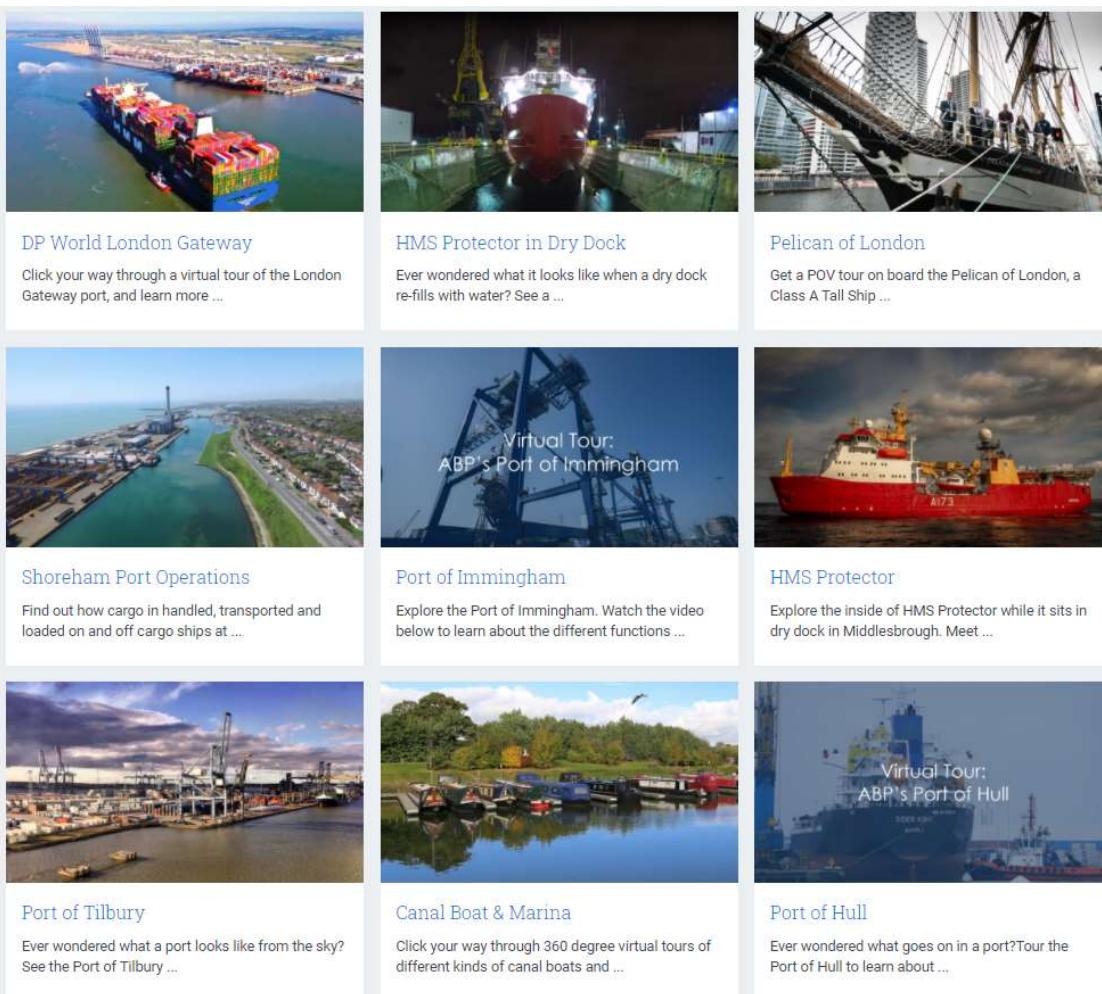 DP World London Gateway
Click your way through a virtual tour of the London
Gateway port, and learn more ...
HMS Protector in Dry Dock
Ever wondered what it looks like when a dry dock
re-fills with water? See a ...
Pelican of London
Get a POV tour on board the Pelican of London, a
Class A Tall Ship ...
Virtual Tour:
ABP's Port of Immingham
A173
Shoreham Port Operations
Find out how cargo in handled, transported and
loaded on and off cargo ships at ...
Port of Immingham
Explore the Port of Immingham. Watch the video
below to learn about the different functions ...
HMS Protector
Explore the inside of HMS Protector while it sits in
dry dock in Middlesbrough. Meet ...
Virtual Tour:
ABP's Port of Hull
Port of Tilbury
Ever wondered what a port looks like from the sky?
See the Port of Tilbury ...
Canal Boat & Marina
Click your way through 360 degree virtual tours of
different kinds of canal boats and ...
Port of Hull
Ever wondered what goes on in a port?Tour the
Port of Hull to learn about ...